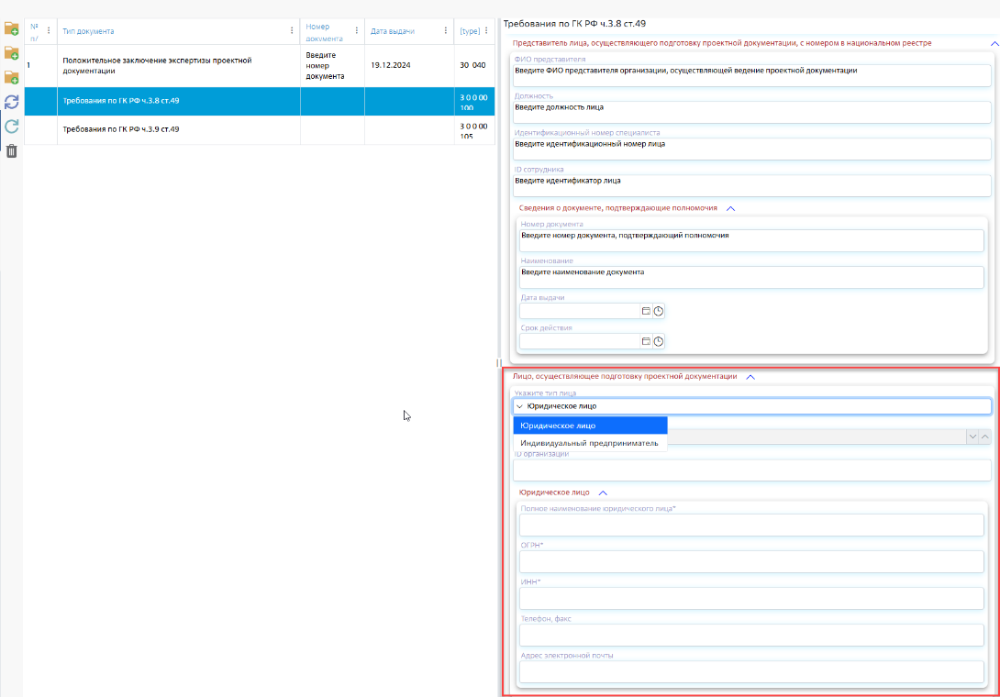 №
п/
Тип документа
Номер
документа
Дата выдачи
[type]
1
Положительное заключение экспертизы проектной
документации
Введите
номер
документа
19.12.2024
30 040
Требования по ГК РФ ч.3.8 ст.49
3 0 0 00
100
Требования по ГК РФ ч.3.9 ст.49
3 0 0 00
105
Требования по ГК РФ ч.3.8 ст.49
Представитель лица, осуществляющего подготовку проектной документации, с номером в национальном реестре
ФИО представителя
Введите ФИО представителя организации, осуществляющей ведение проектной документации
Должность
Введите должность лица
Идентификационный номер специалиста
Введите идентификационный номер лица
ID сотрудника
Введите идентификатор лица
Сведения о документе, подтверждающие полномочия
Номер документа
Введите номер документа, подтверждающий полномочия
Наименование
Введите наименование документа
Дата выдачи
Срок действия
Лицо, осуществляющее подготовку проектной документации
Укажите тип лица
Юридическое лицо
Юридическое лицо
Индивидуальный предприниматель
ID организации
Юридическое лицо
Полное наименование юридического лица*
ОГРН*
ИНН*
Телефон, факс
Адрес электронной почты